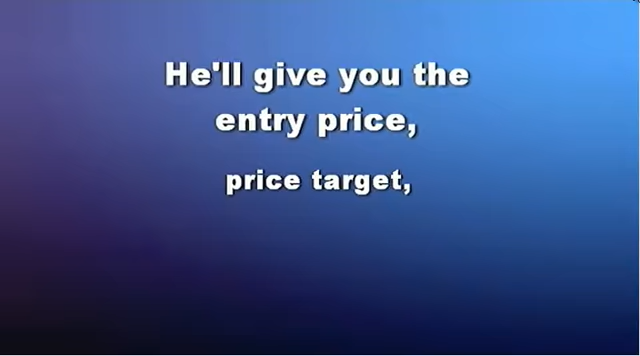 He'll give you the
entry price,
price target,